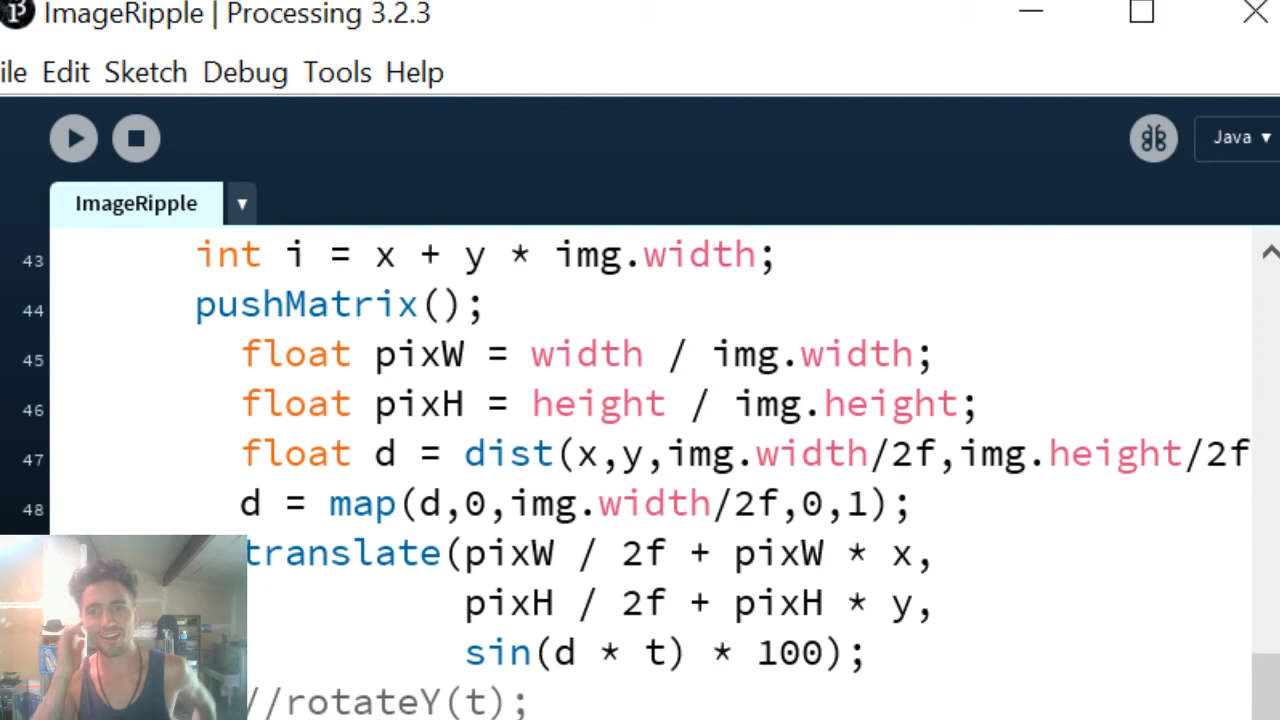 ImageRipple | Processing 3.2.3
ile Edit Sketch Debug Tools Help
Java ▼
ImageRipple ▼
43 int i = x + y * img.width;
44 pushMatrix();
45 float pixW = width / img.width;
46 float pixH = height / img.height;
47 float d = dist(x,y,img.width/2f,img.height/2f
48 d = map(d,0,img.width/2f,0,1);
translate(pixW / 2f + pixW * x,
pixH / 2f + pixH * y,
sin(d * t) * 100);
//rotateY(t);